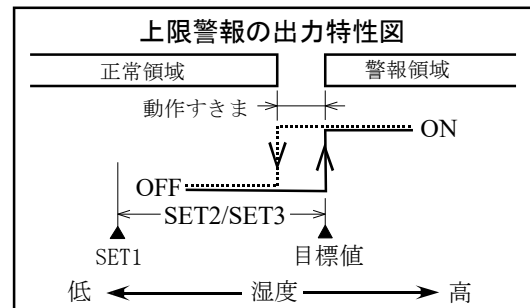 上限警報の出力特性図
正常領域
警報領域
動作すきま
ON
OFF
SET2/SET3
SET1
目標値
低
湿度
高